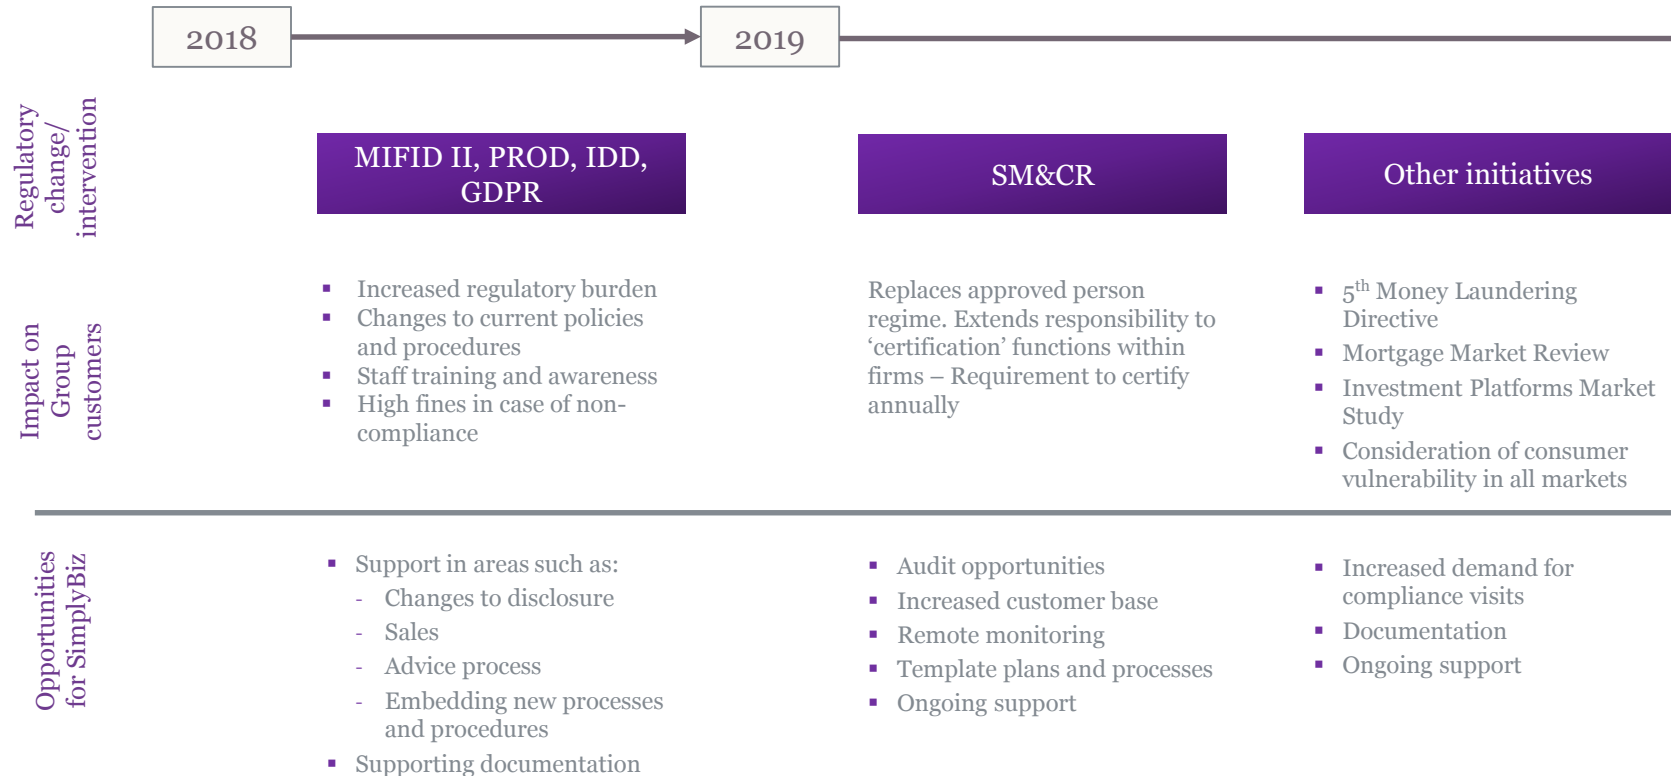 2018
2019
Regulatory
change/
intervention
MIFID II, PROD, IDD,
GDPR
SM&CR
Other initiatives
Impact on
Group
customers
▪ Increased regulatory burden
▪ Changes to current policies
and procedures
▪ Staff training and awareness
▪ High fines in case of non-
compliance
Replaces approved person
regime. Extends responsibility to
‘certification’ functions within
firms – Requirement to certify
annually
▪ 5th Money Laundering
Directive
▪ Mortgage Market Review
▪ Investment Platforms Market
Study
▪ Consideration of consumer
vulnerability in all markets
Opportunities
for SimplyBiz
▪ Support in areas such as:
- Changes to disclosure
- Sales
- Advice process
- Embedding new processes
and procedures
▪ Supporting documentation
▪ Audit opportunities
▪ Increased customer base
▪ Remote monitoring
▪ Template plans and processes
▪ Ongoing support
▪ Increased demand for
compliance visits
▪ Documentation
▪ Ongoing support